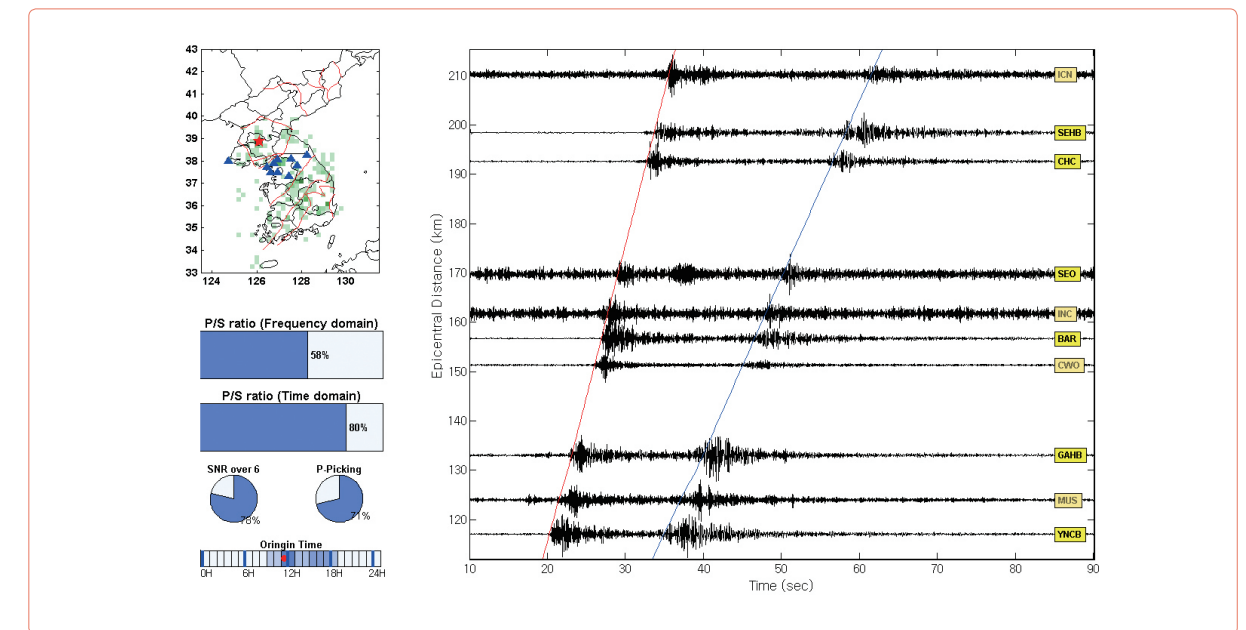 43
42
41
40
39
38
37
36
35
34
33
124 126 128 130
P/S ratio (Frequency domain)
58%
P/S ratio (Time domain)
80%
SNR over 6
78%
P-Picking
71%
Oringin Time
0H 6H 12H 18H 24H
Epicentral Distance (km)
210
200
190
180
170
160
150
140
130
120
ICN
SEHB
CHC
SEO
INC
BAR
CWO
GAHB
MUS
YNCB
10 20 30 40 50 60 70 80 90
Time (sec)